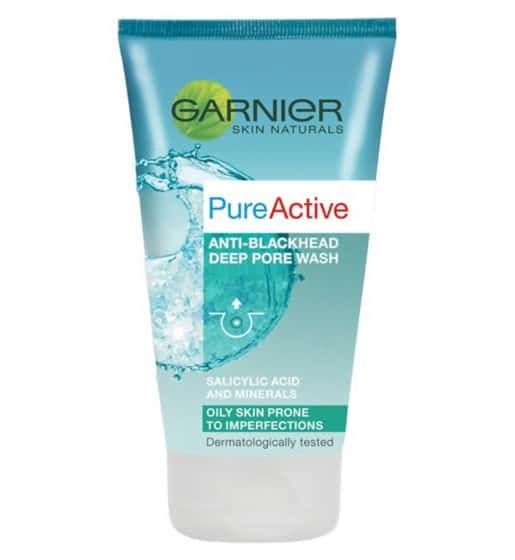 GARNIER
SKIN NATURALS
PureActive
ANTI-BLACKHEAD
DEEP PORE WASH
SALICYLIC ACID
AND MINERALS
OILY SKIN PRONE
TO IMPERFECTIONS
Dermatologically tested